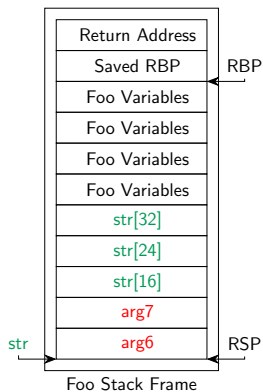 Return Address
Saved RBP
RBP
Foo Variables
Foo Variables
Foo Variables
Foo Variables
str[32]
str[24]
str[16]
arg7
str
arg6
RSP
Foo Stack Frame